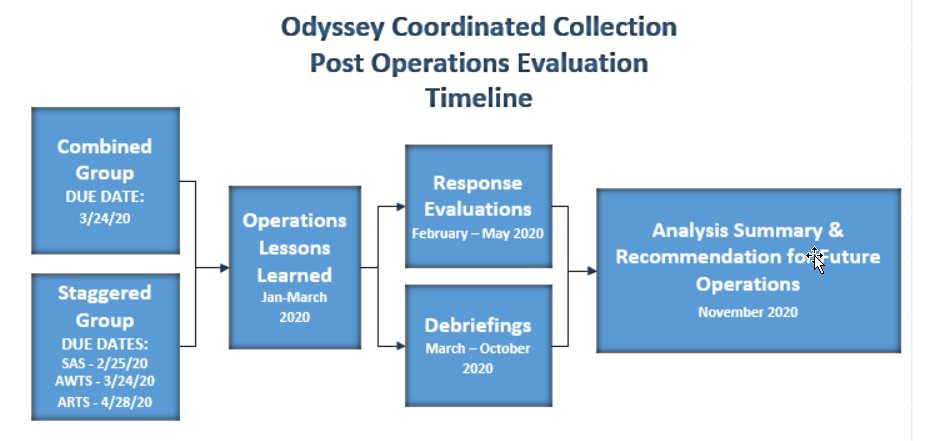 Odyssey Coordinated Collection
Post Operations Evaluation
Timeline
Combined
Group
DUE DATE:
3/24/20
Staggered
Group
DUE DATES:
SAS - 2/25/20
AWTS - 3/24/20
ARTS - 4/28/20
Operations
Lessons
Learned
Jan-March
2020
Response
Evaluations
February – May 2020
Debriefings
March – October
2020
Analysis Summary &
Recommendation for Future
Operations
November 2020